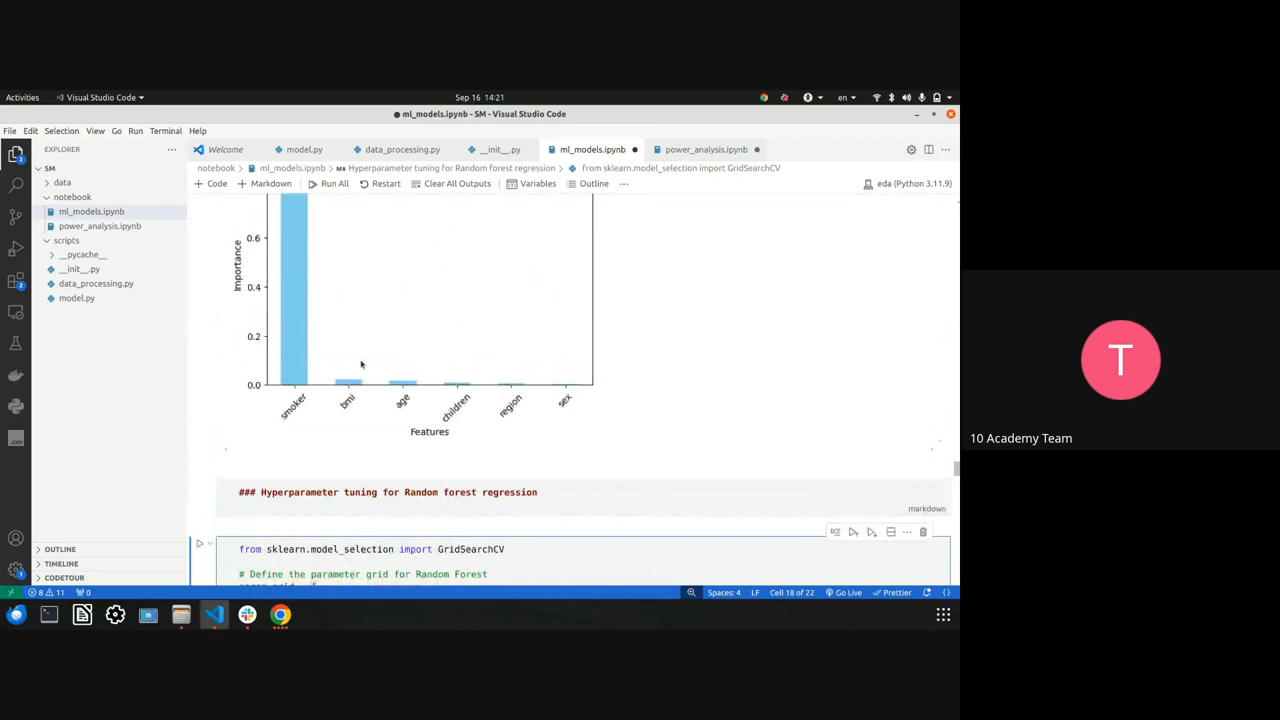 Activities
Visual Studio Code
Sep 16 14:21
en
ml_models.ipynb - SM - Visual Studio Code
File Edit Selection View Go Run Terminal Help
EXPLORER
Welcome
model.py
data_processing.py
__init__.py
ml_models.ipynb
power_analysis.ipynb
notebook > ml_models.ipynb > Hyperparameter tuning for Random forest regression > from sklearn.model_selection import GridSearchCV
+ Code + Markdown Run All Restart Clear All Outputs Variables Outline ...
eda (Python 3.11.9)
SM
data
notebook
ml_models.ipynb
power_analysis.ipynb
scripts
__pycache__
__init__.py
data_processing.py
model.py
Importance
0.6
0.4
0.2
0.0
smoker
bmi
age
children
region
sex
Features
### Hyperparameter tuning for Random forest regression
markdown
from sklearn.model_selection import GridSearchCV
# Define the parameter grid for Random Forest
OUTLINE
TIMELINE
CODETOUR
8 11 0
Spaces: 4 LF Cell 18 of 22 Go Live Prettier
T
10 Academy Team